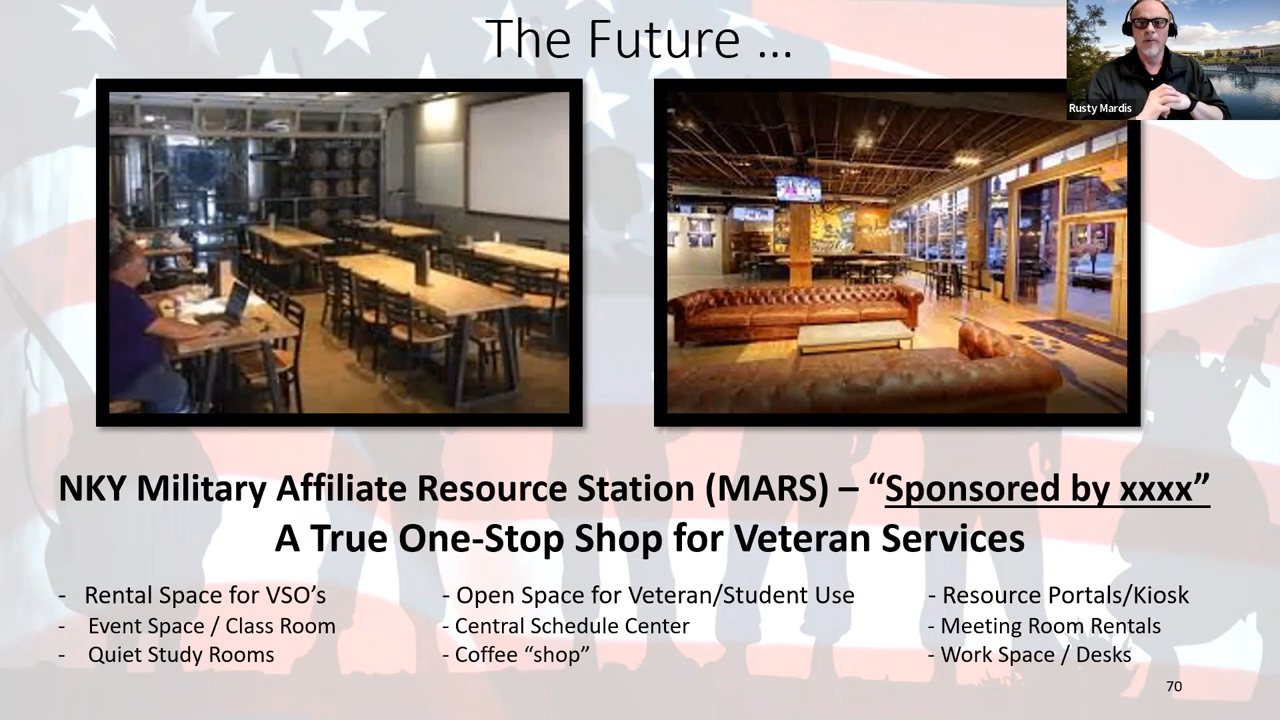 The Future ...
Rusty Mardis
NKY Military Affiliate Resource Station (MARS) – “Sponsored by xxxx”
A True One-Stop Shop for Veteran Services
- Rental Space for VSO’s
- Event Space / Class Room
- Quiet Study Rooms
- Open Space for Veteran/Student Use
- Central Schedule Center
- Coffee “shop”
- Resource Portals/Kiosk
- Meeting Room Rentals
- Work Space / Desks
70